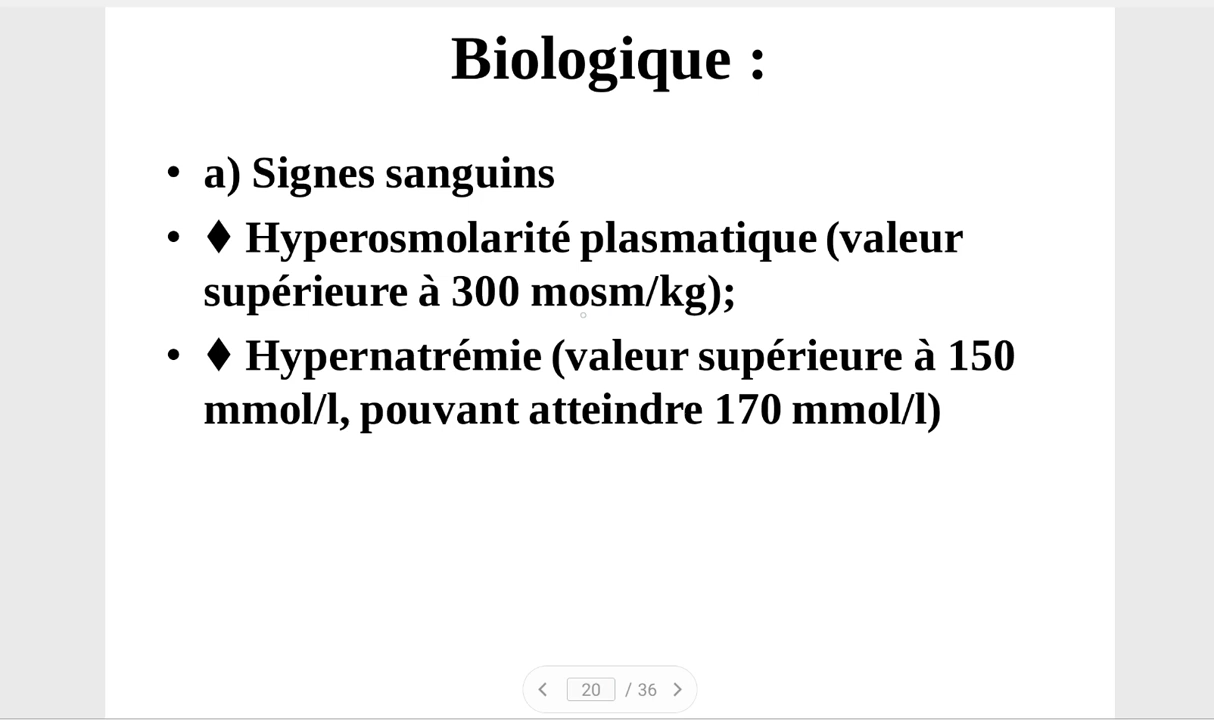 Biologique :
• a) Signes sanguins
• ♦ Hyperosmolarité plasmatique (valeur
supérieure à 300 mosm/kg);
• ♦ Hypernatrémie (valeur supérieure à 150
mmol/l, pouvant atteindre 170 mmol/l)
20 / 36